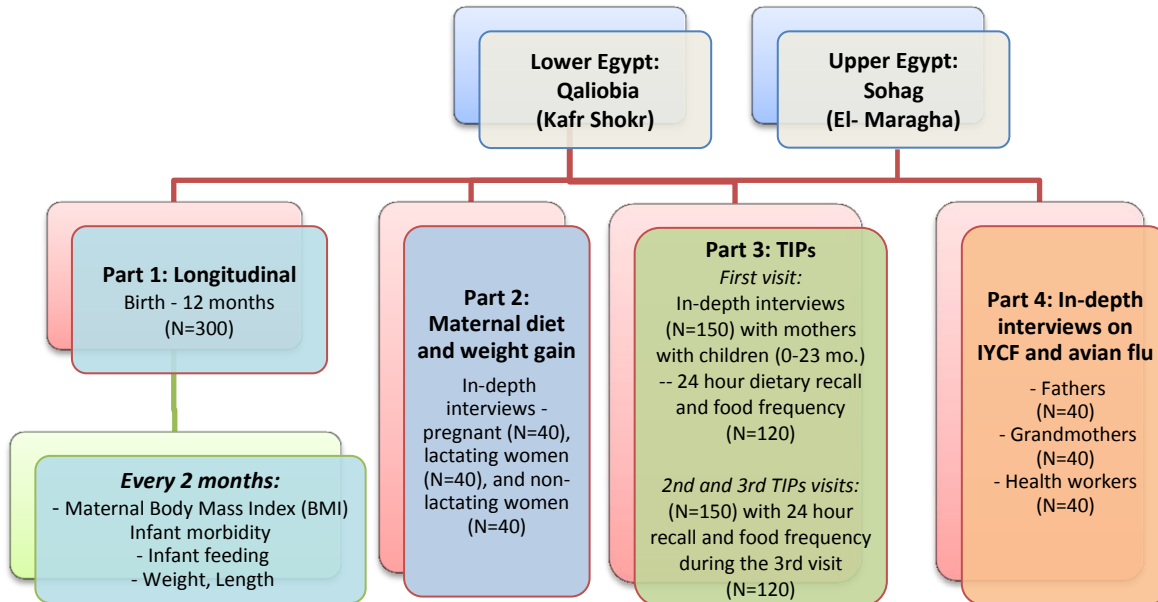 Lower Egypt:
Qaliobia
(Kafr Shokr)
Upper Egypt:
Sohag
(El- Maragha)
Part 1: Longitudinal
Birth - 12 months
(N=300)
Every 2 months:
- Maternal Body Mass Index (BMI)
Infant morbidity
- Infant feeding
- Weight, Length
Part 2:
Maternal diet
and weight gain
In-depth
interviews -
pregnant (N=40),
lactating women
(N=40), and non-
lactating women
(N=40)
Part 3: TIPs
First visit:
In-depth interviews
(N=150) with mothers
with children (0-23 mo.)
-- 24 hour dietary recall
and food frequency
(N=120)
2nd and 3rd TIPs visits:
(N=150) with 24 hour
recall and food frequency
during the 3rd visit
(N=120)
Part 4: In-depth
interviews on
IYCF and avian flu
- Fathers
(N=40)
- Grandmothers
(N=40)
- Health workers
(N=40)